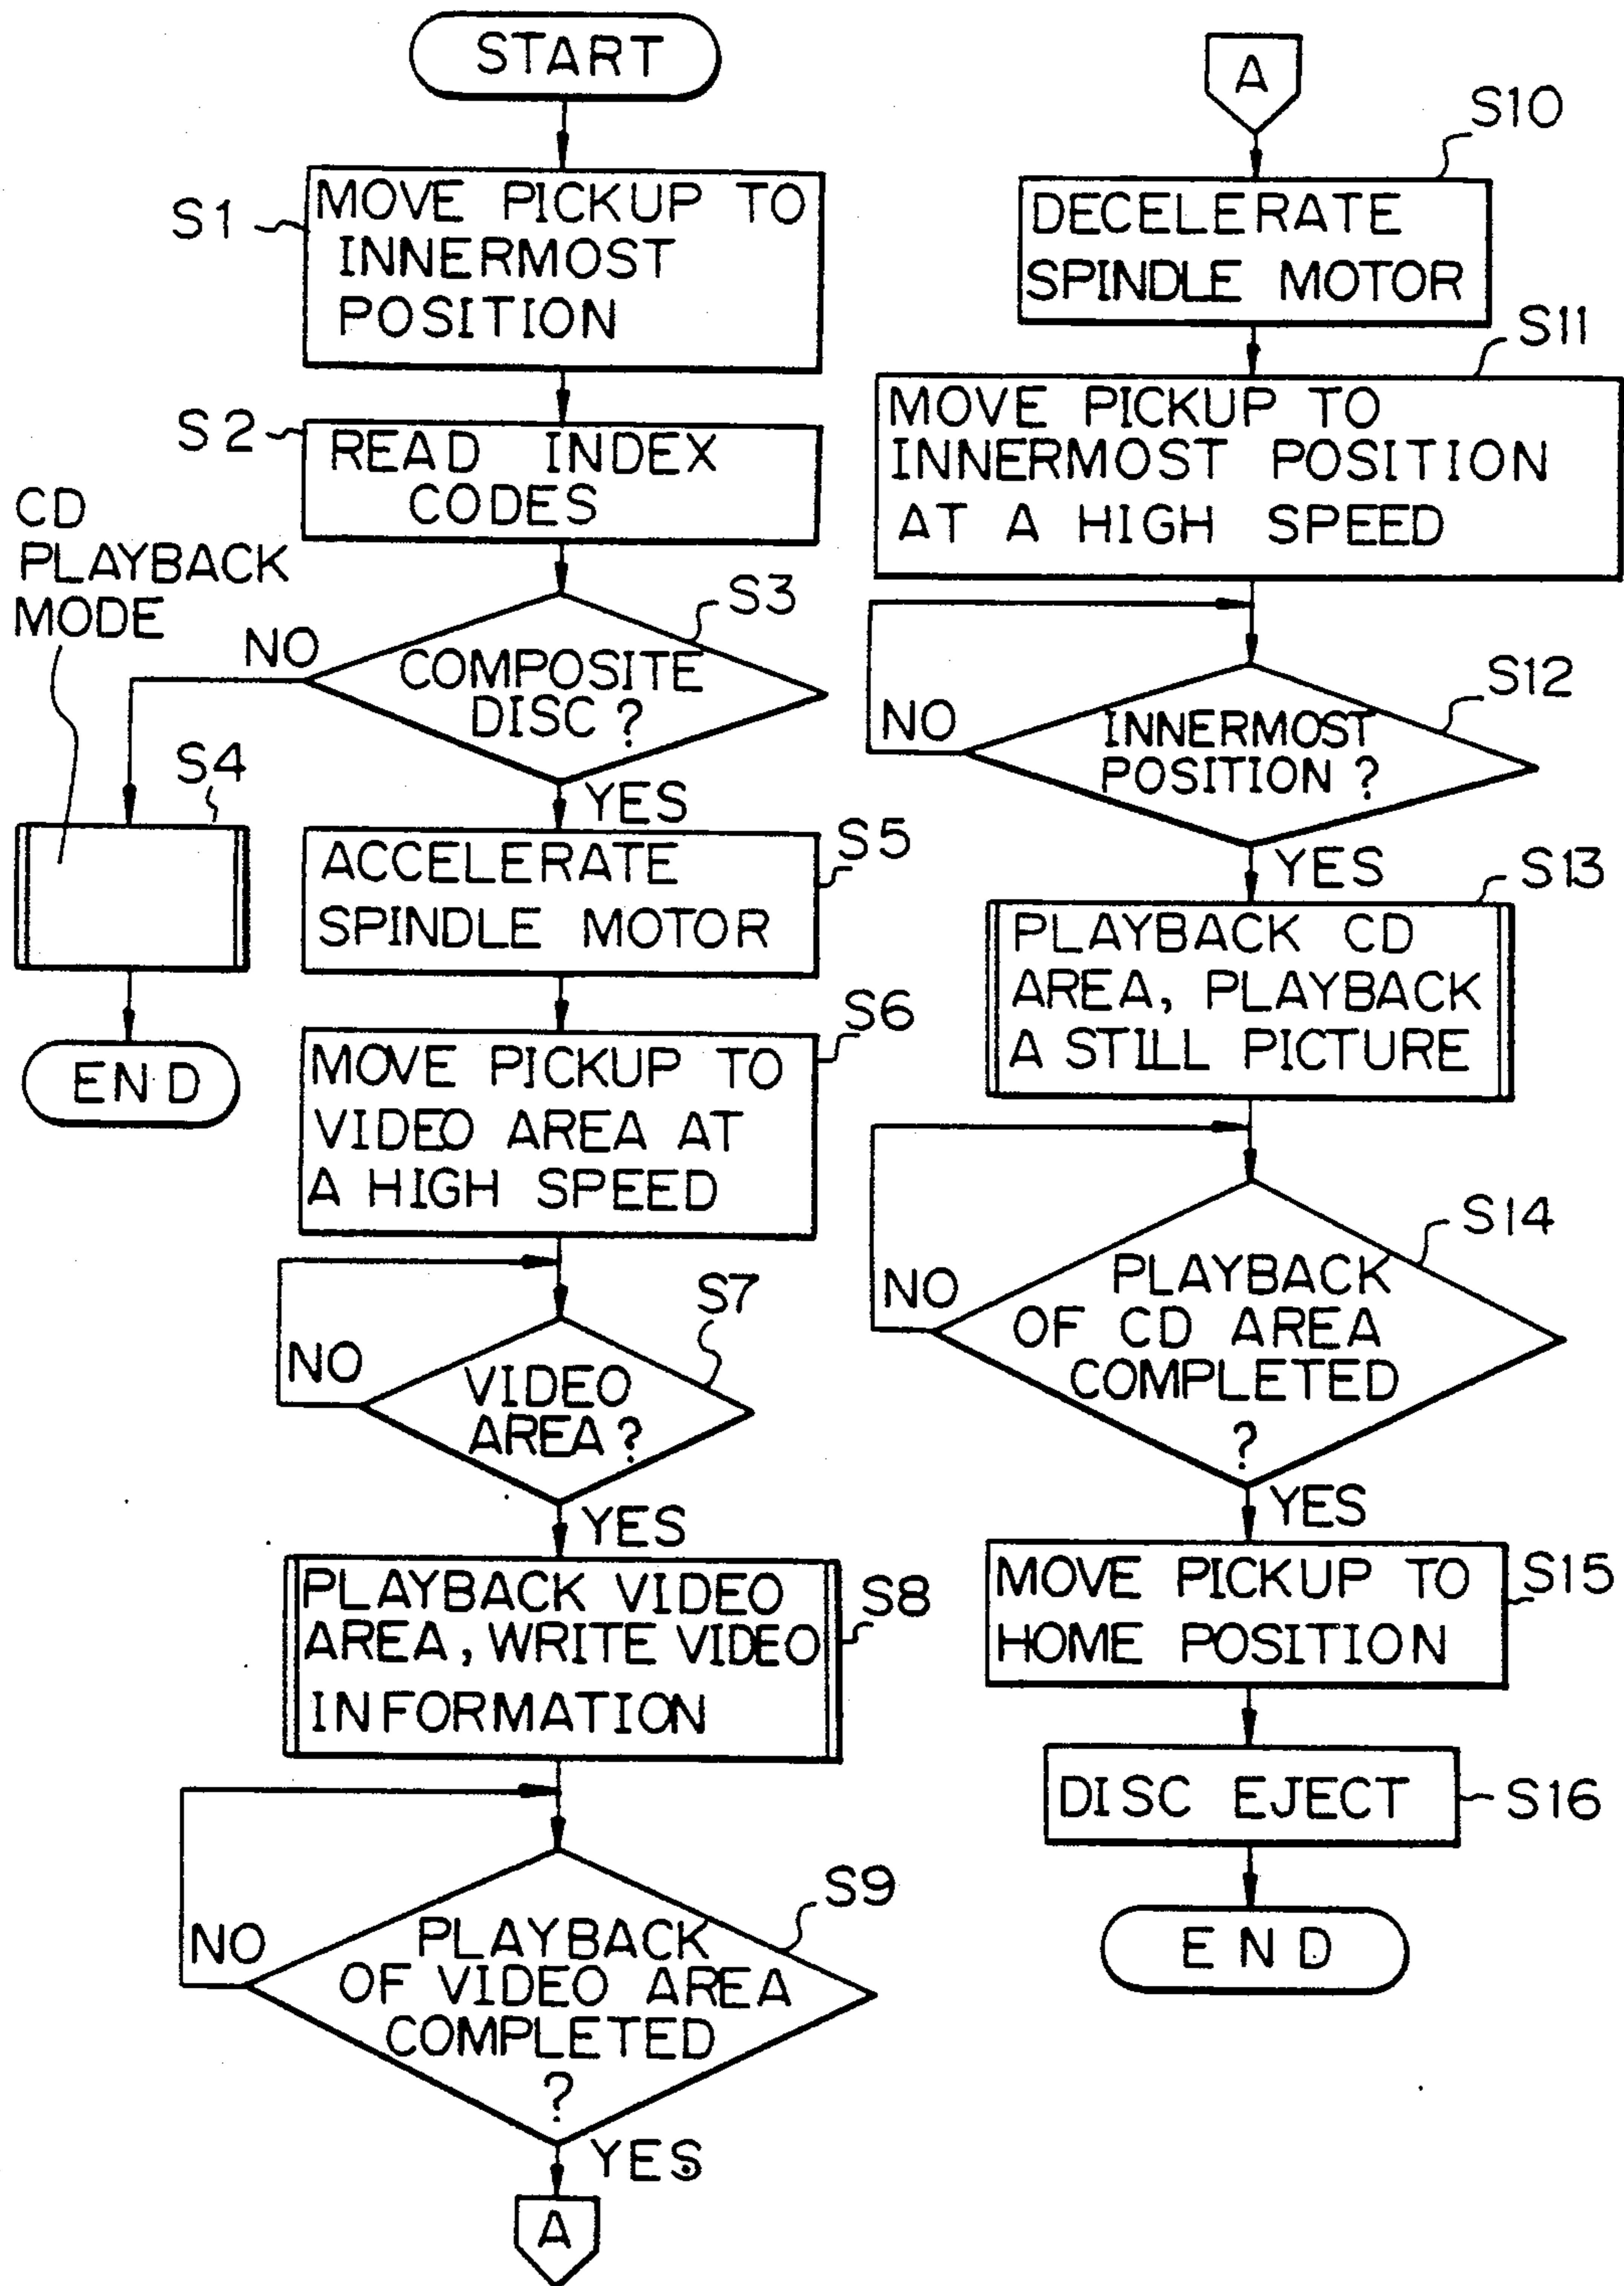 START
S1
MOVE PICKUP TO
INNERMOST
POSITION
S2
READ INDEX
CODES
CD
PLAYBACK
MODE
S3
NO
COMPOSITE
DISC?
YES
S4
END
S5
ACCELERATE
SPINDLE MOTOR
S6
MOVE PICKUP TO
VIDEO AREA AT
A HIGH SPEED
S7
NO
VIDEO
AREA?
YES
S8
PLAYBACK VIDEO
AREA, WRITE VIDEO
INFORMATION
S9
NO
PLAYBACK
OF VIDEO AREA
COMPLETED
?
YES
A
A
S10
DECELERATE
SPINDLE MOTOR
S11
MOVE PICKUP TO
INNERMOST POSITION
AT A HIGH SPEED
S12
NO
INNERMOST
POSITION?
YES
S13
PLAYBACK CD
AREA, PLAYBACK
A STILL PICTURE
S14
NO
PLAYBACK
OF CD AREA
COMPLETED
?
YES
MOVE PICKUP TO
HOME POSITION
S15
DISC EJECT
S16
END